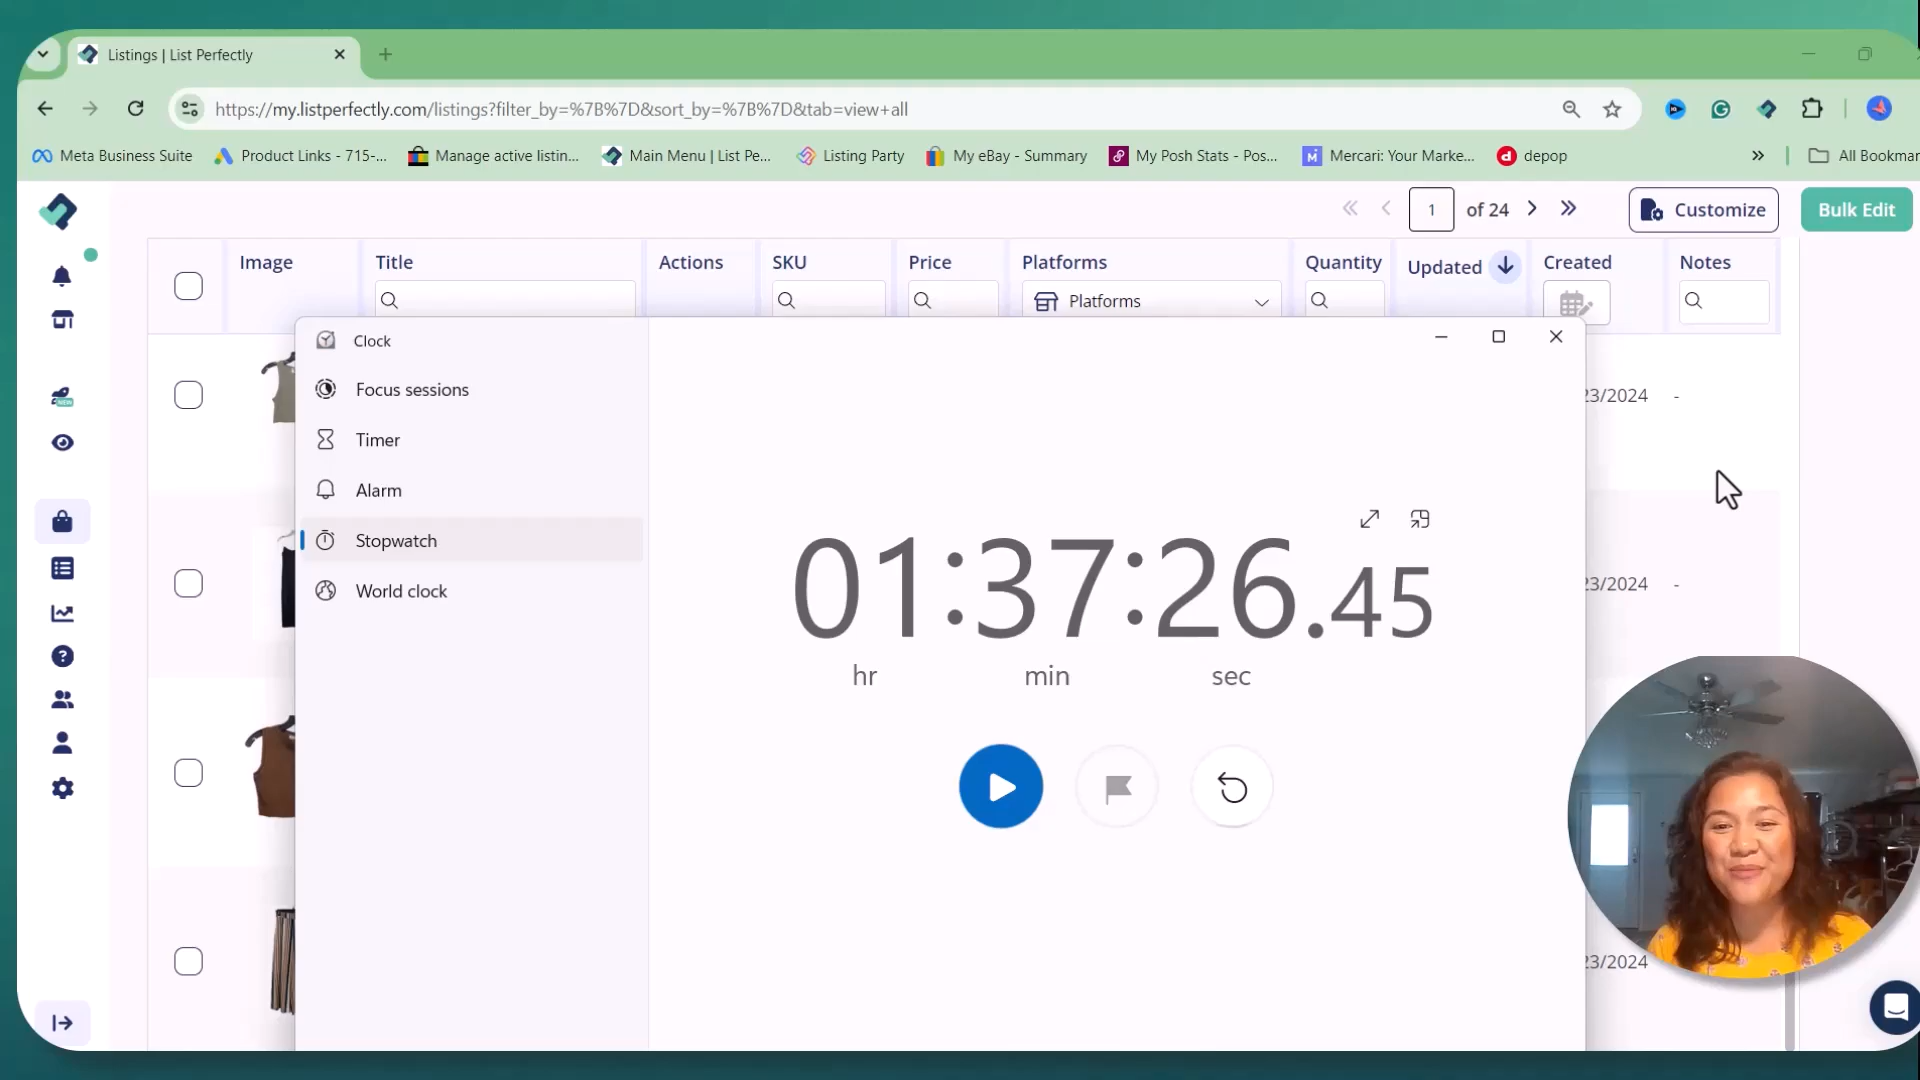 Listings | List Perfectly
https://my.listperfectly.com/listings?filter_by=%7B%7D&sort_by=%7B%7D&tab=view+all
Meta Business Suite
Product Links - 715-...
Manage active listin...
Main Menu | List Pe...
Listing Party
My eBay - Summary
My Posh Stats - Pos...
Mercari: Your Marke...
depop
All Bookmar
1 of 24
Customize
Bulk Edit
Image
Title
Actions
SKU
Price
Platforms
Quantity
Updated
Created
Notes
Platforms
NEW
Clock
Focus sessions
Timer
Alarm
Stopwatch
World clock
01:37:26.45
hr min sec
23/2024 -
23/2024 -
23/2024